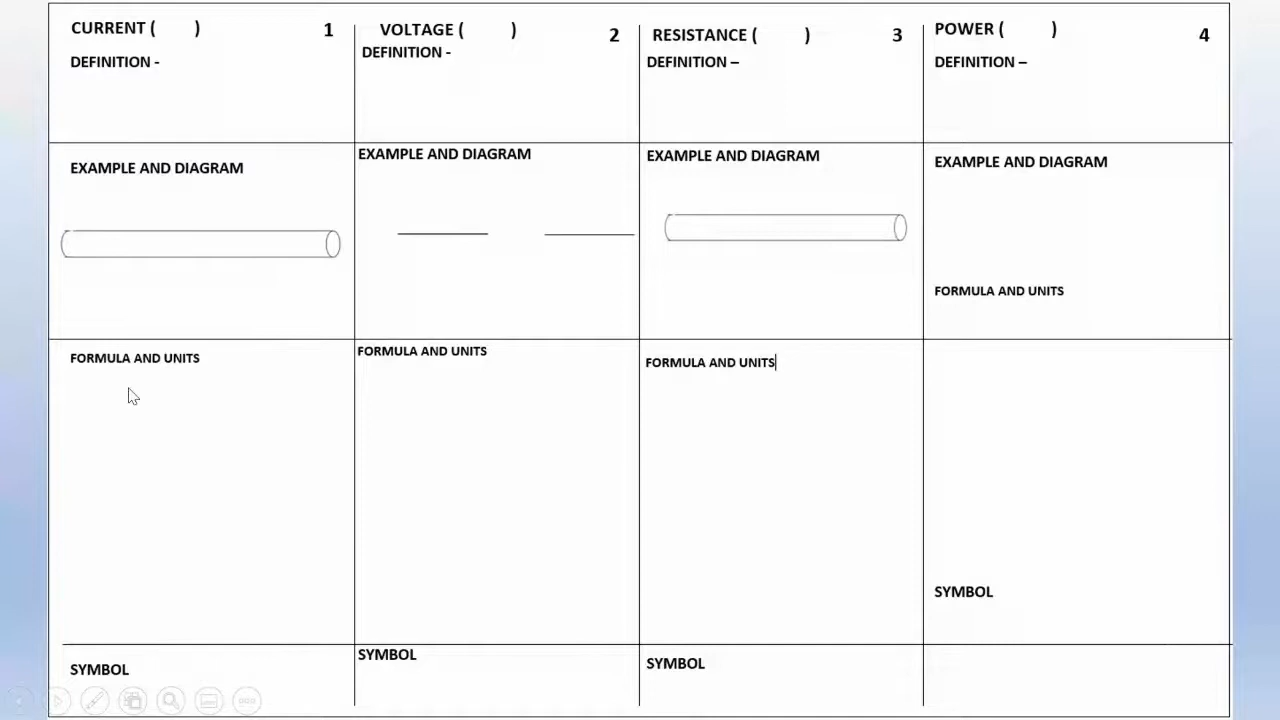 CURRENT ( ) 1
DEFINITION -
EXAMPLE AND DIAGRAM
FORMULA AND UNITS
SYMBOL
VOLTAGE ( ) 2
DEFINITION -
EXAMPLE AND DIAGRAM
FORMULA AND UNITS
SYMBOL
RESISTANCE ( ) 3
DEFINITION –
EXAMPLE AND DIAGRAM
FORMULA AND UNITS
SYMBOL
POWER ( ) 4
DEFINITION –
EXAMPLE AND DIAGRAM
FORMULA AND UNITS
SYMBOL